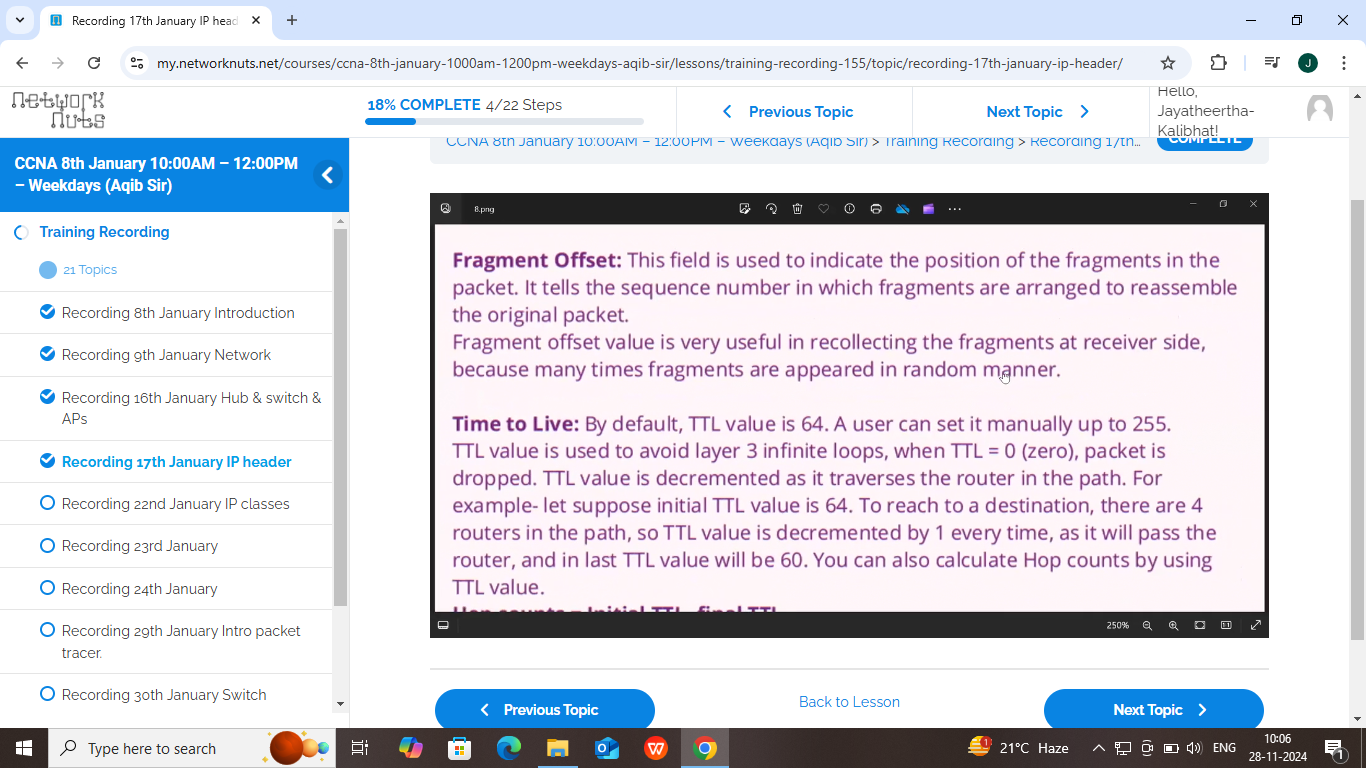 Recording 17th January IP head
my.networknuts.net/courses/ccna-8th-january-1000am-1200pm-weekdays-aqib-sir/lessons/training-recording-155/topic/recording-17th-january-ip-header/
J
network
nuts
18% COMPLETE 4/22 Steps
Previous Topic
Next Topic
Hello,
Jayatheertha-
Kalibhat!
CCNA 8th January 10:00AM – 12:00PM
– Weekdays (Aqib Sir)
Training Recording
21 Topics
Recording 8th January Introduction
Recording 9th January Network
Recording 16th January Hub & switch &
APs
Recording 17th January IP header
Recording 22nd January IP classes
Recording 23rd January
Recording 24th January
Recording 29th January Intro packet
tracer.
Recording 30th January Switch
CCNA 8th January 10:00AM – 12:00PM – Weekdays (Aqib Sir) > Training Recording > Recording 17th...
COMPLETE
8.png
Fragment Offset: This field is used to indicate the position of the fragments in the
packet. It tells the sequence number in which fragments are arranged to reassemble
the original packet.
Fragment offset value is very useful in recollecting the fragments at receiver side,
because many times fragments are appeared in random manner.
Time to Live: By default, TTL value is 64. A user can set it manually up to 255.
TTL value is used to avoid layer 3 infinite loops, when TTL = 0 (zero), packet is
dropped. TTL value is decremented as it traverses the router in the path. For
example- let suppose initial TTL value is 64. To reach to a destination, there are 4
routers in the path, so TTL value is decremented by 1 every time, as it will pass the
router, and in last TTL value will be 60. You can also calculate Hop counts by using
TTL value.
Hop counts = Initial TTL- final TTL
250%
Previous Topic
Back to Lesson
Next Topic
Type here to search
1
21°C Haze
ENG
10:06
28-11-2024
1